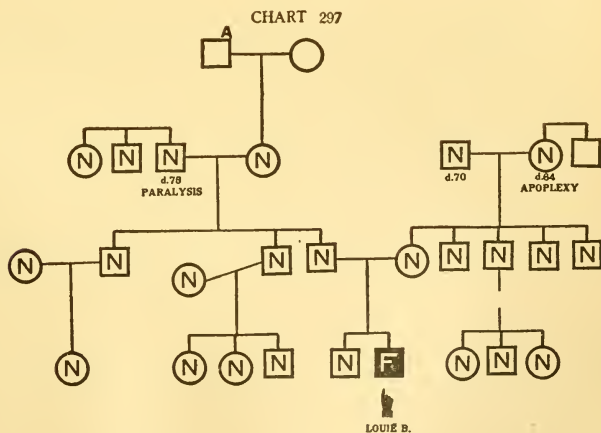 CHART 297
A
N N N N N N
d.78 d.70 d.84
PARALYSIS APOPLEXY
N N N N N N N N N N
N N N N N F N N N
LOUIE B.